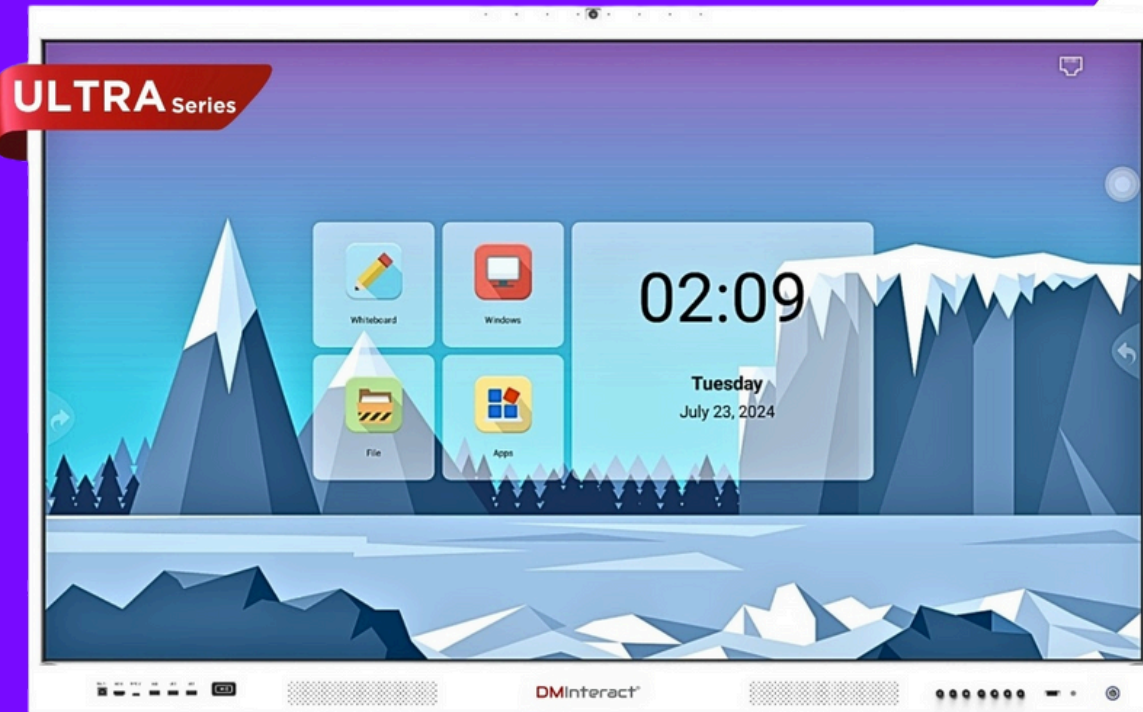 ULTRA Series
02:09
Whiteboard
Windows
Tuesday
July 23, 2024
File
Apps
DMInteract